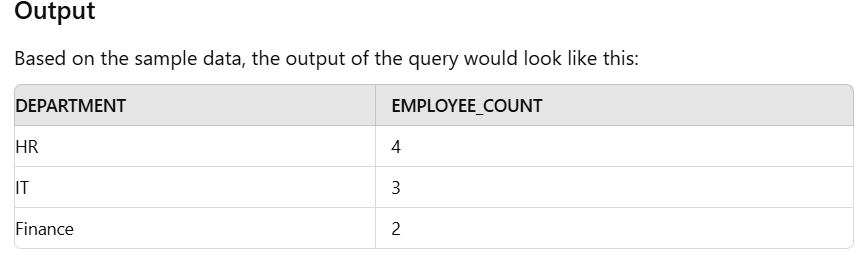 Output
Based on the sample data, the output of the query would look like this:
DEPARTMENT EMPLOYEE_COUNT
HR 4
IT 3
Finance 2